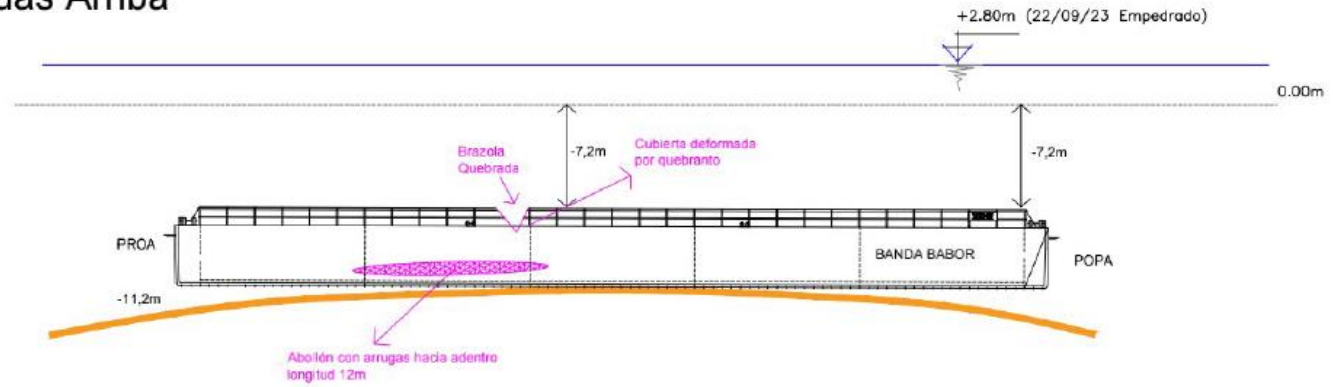 +2.80m (22/09/23 Empedrado)
0.00m
Brazola
Quebrada
-7,2m
Cubierta deformada
por quebranto
-7,2m
PROA
BANDA BABOR
POPA
-11,2m
Abollón con arrugas hacia adentro
longitud 12m